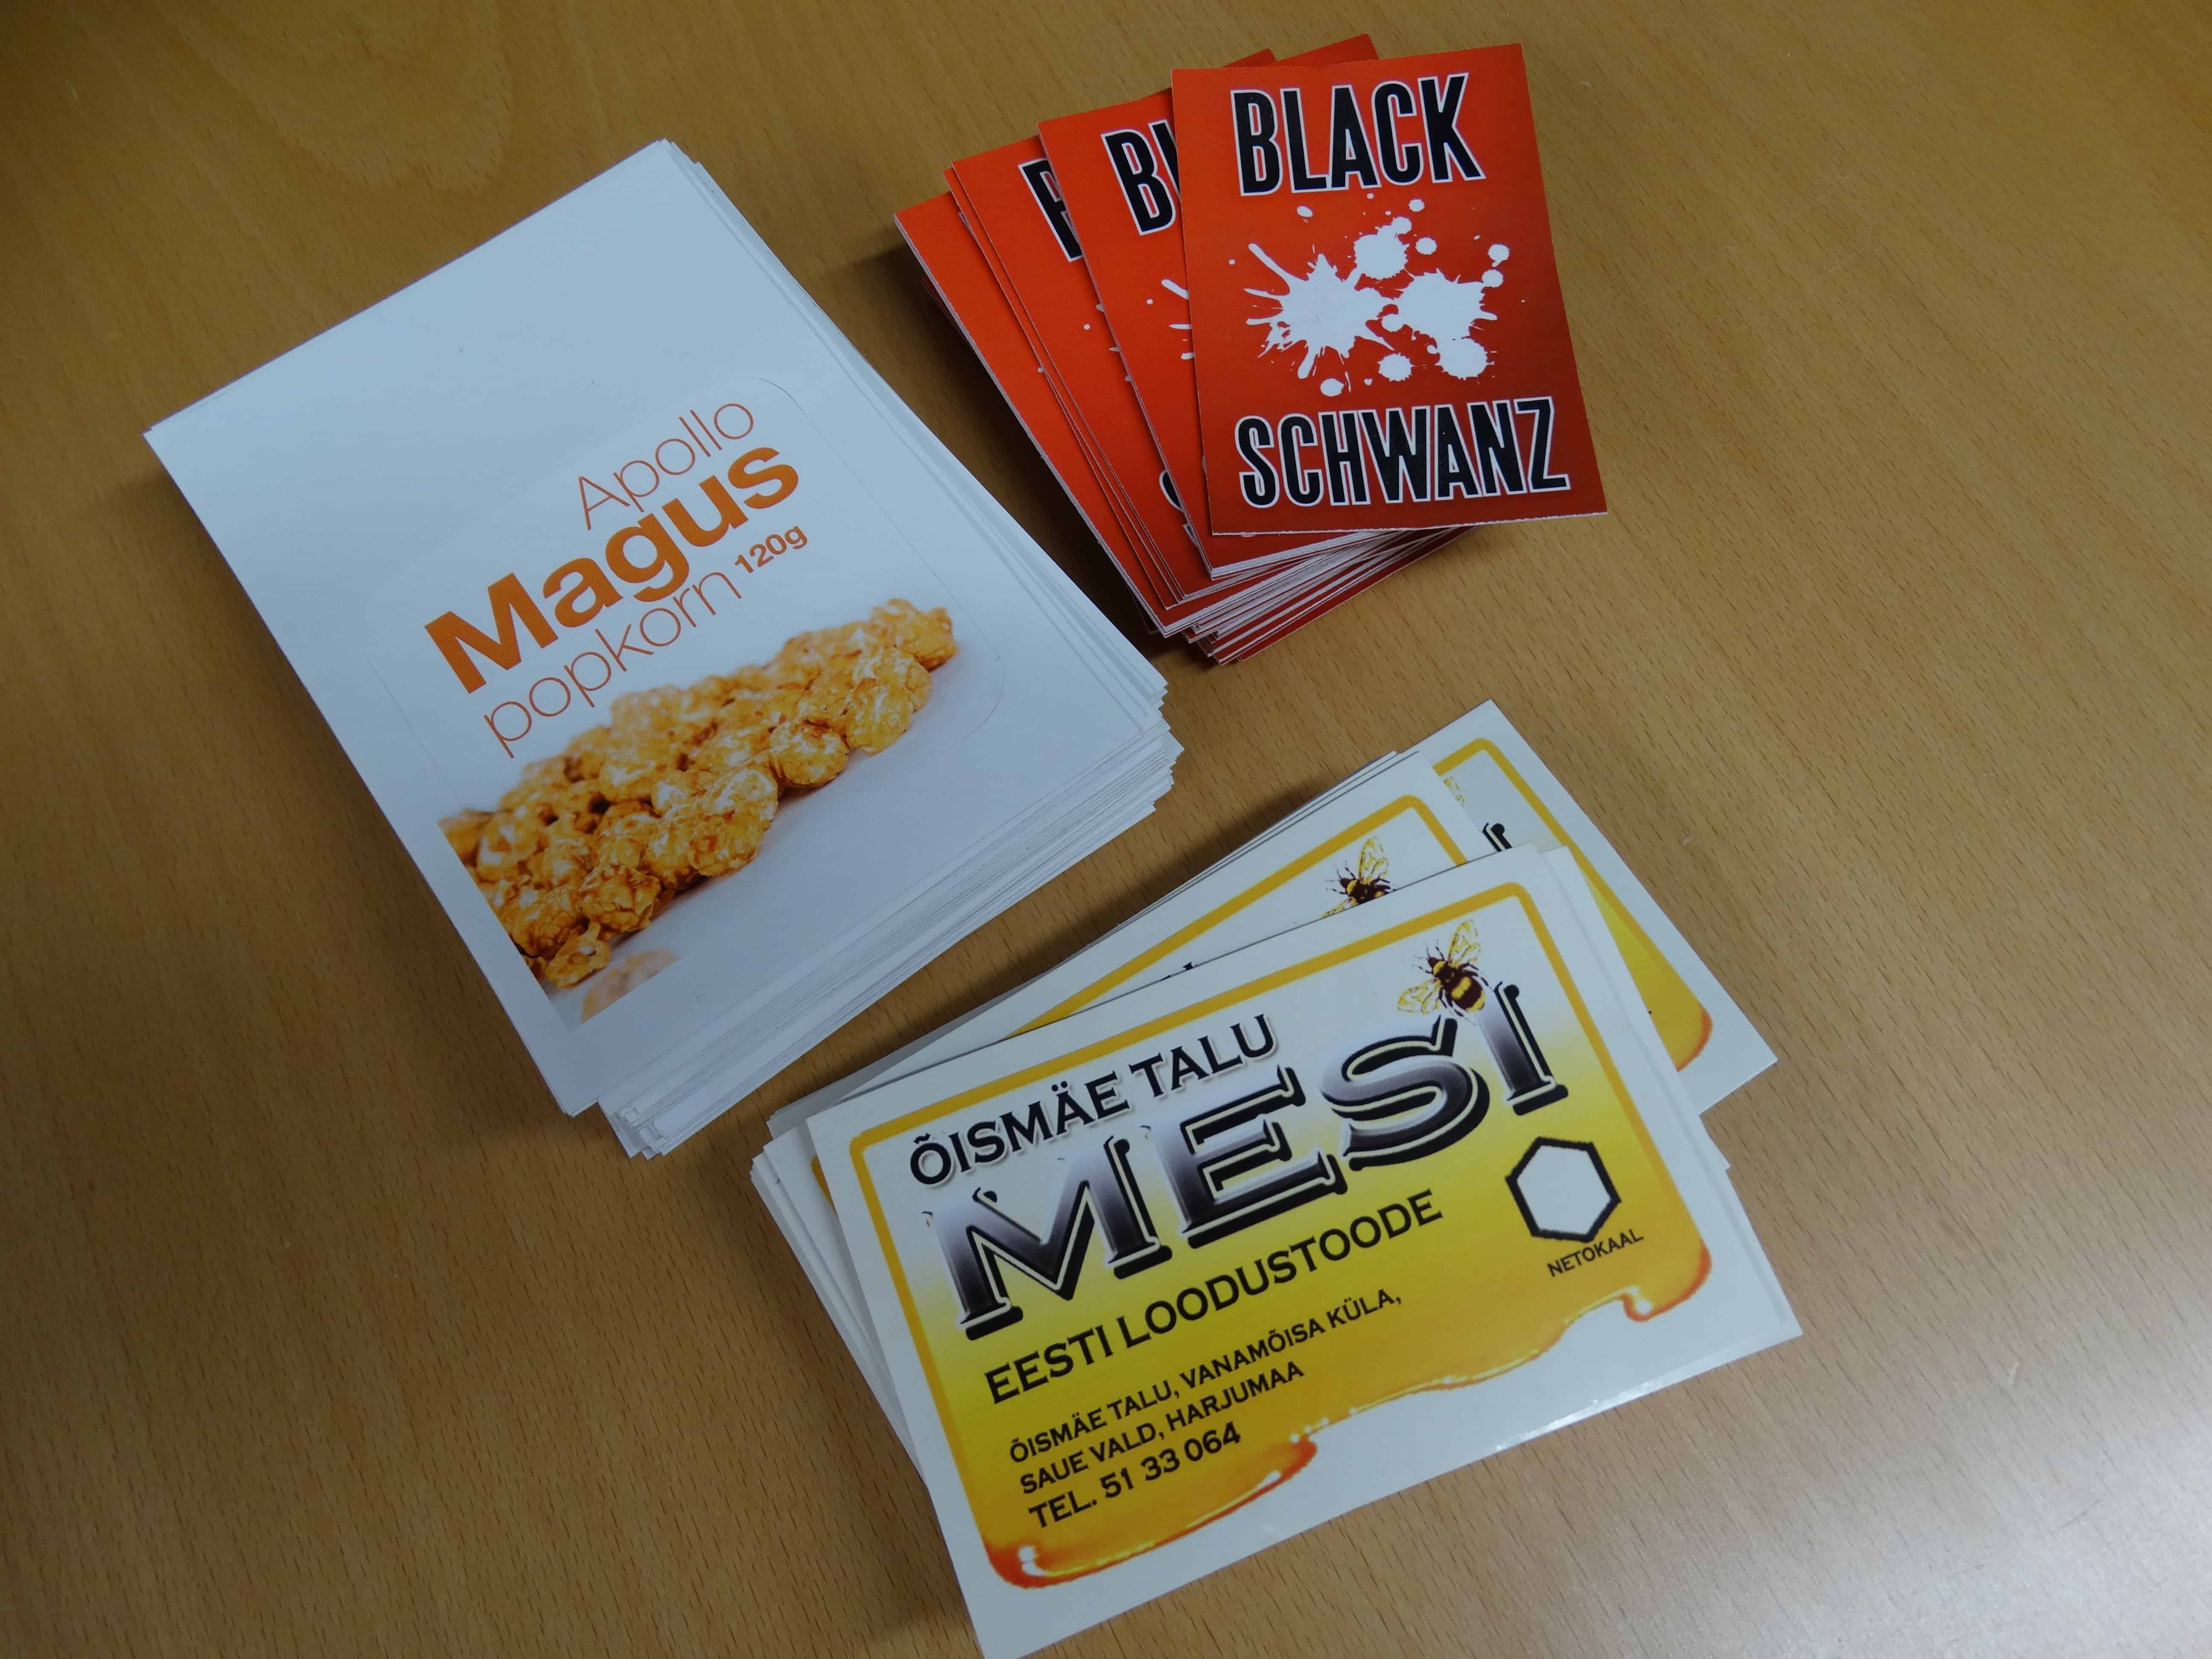 Apollo
Magus
popkorn 120g
BLACK
SCHWANZ
ÕISMÄE TALU
MESI
EESTI LOODUSTOODE
NETOKAAL
ÕISMÄE TALU, VANAMÕISA KÜLA,
SAUE VALD, HARJUMAA
TEL. 51 33 064